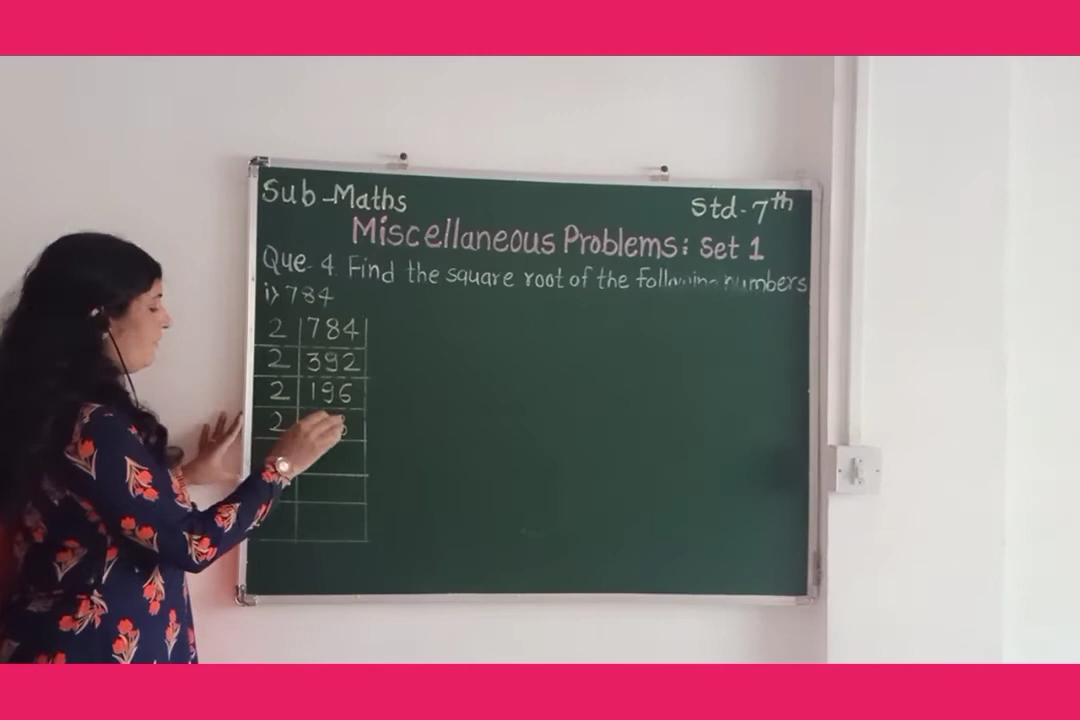 Sub-Maths
Std-7th
Miscellaneous Problems: Set 1
Que-4 Find the square root of the following numbers
i) 784
2 784
2 392
2 196
2